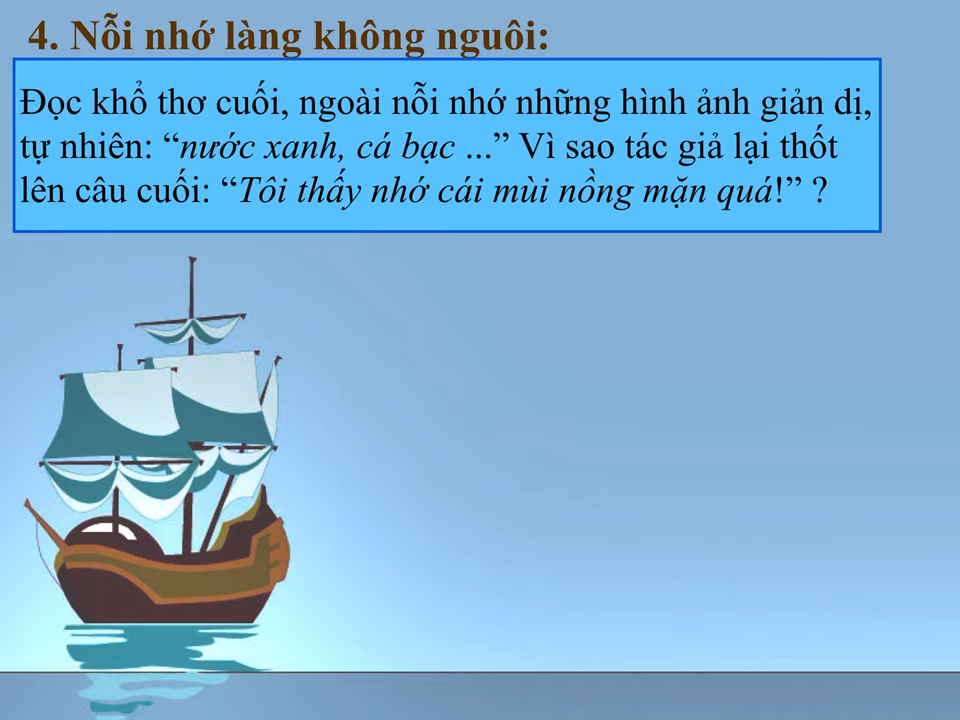 4. Nỗi nhớ làng không nguôi:
Đọc khổ thơ cuối, ngoài nỗi nhớ những hình ảnh giản dị,
tự nhiên: “nước xanh, cá bạc ...” Vì sao tác giả lại thốt
lên câu cuối: “Tôi thấy nhớ cái mùi nồng mặn quá!” ?